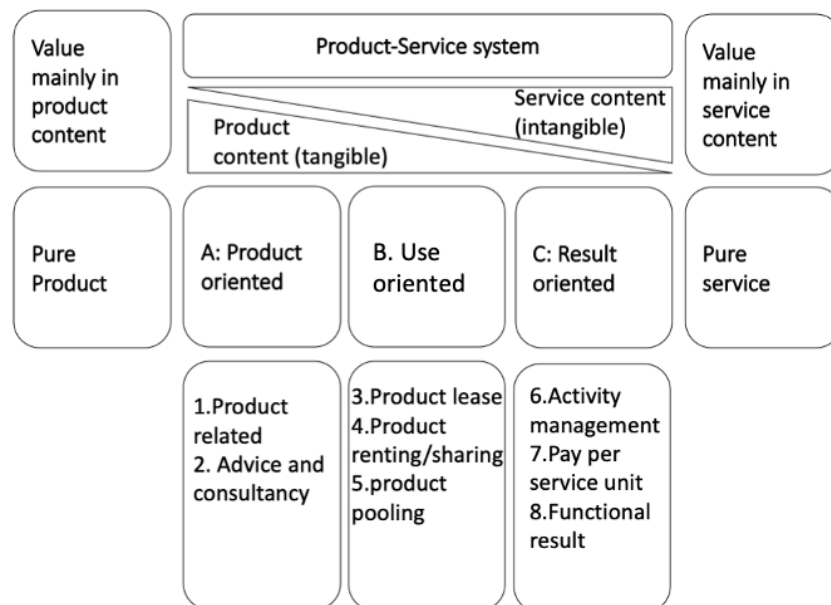 Value
mainly in
product
content
Product-Service system
Value
mainly in
service
content
Service content
(intangible)
Product
content (tangible)
Pure
Product
A: Product
oriented
B. Use
oriented
C: Result
oriented
Pure
service
1.Product
related
2. Advice and
consultancy
3.Product lease
4.Product
renting/sharing
5.product
pooling
6.Activity
management
7.Pay per
service unit
8.Functional
result